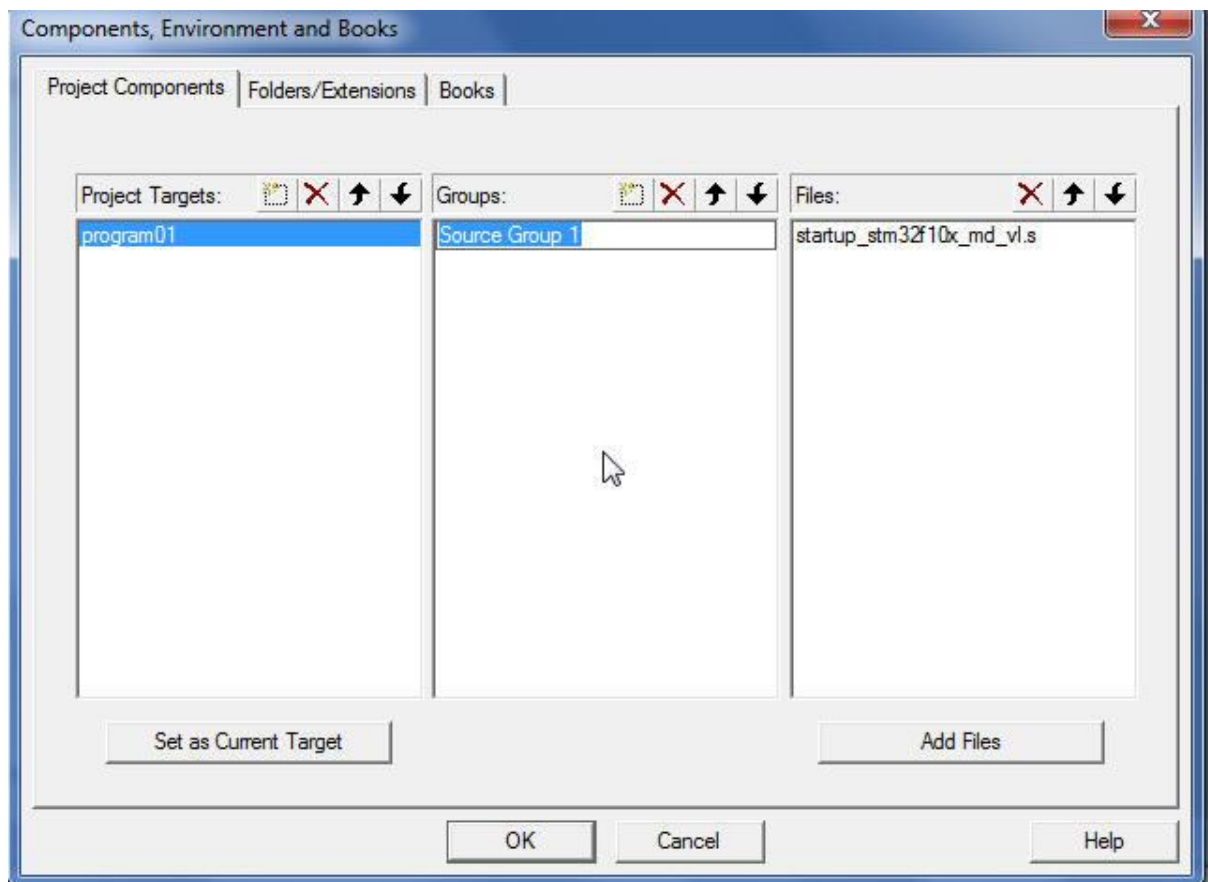 Components, Environment and Books
Project Components Folders/Extensions Books
Project Targets: Groups: Files:
program01 Source Group 1 startup_stm32f10x_md_vl.s
Set as Current Target Add Files
OK Cancel Help